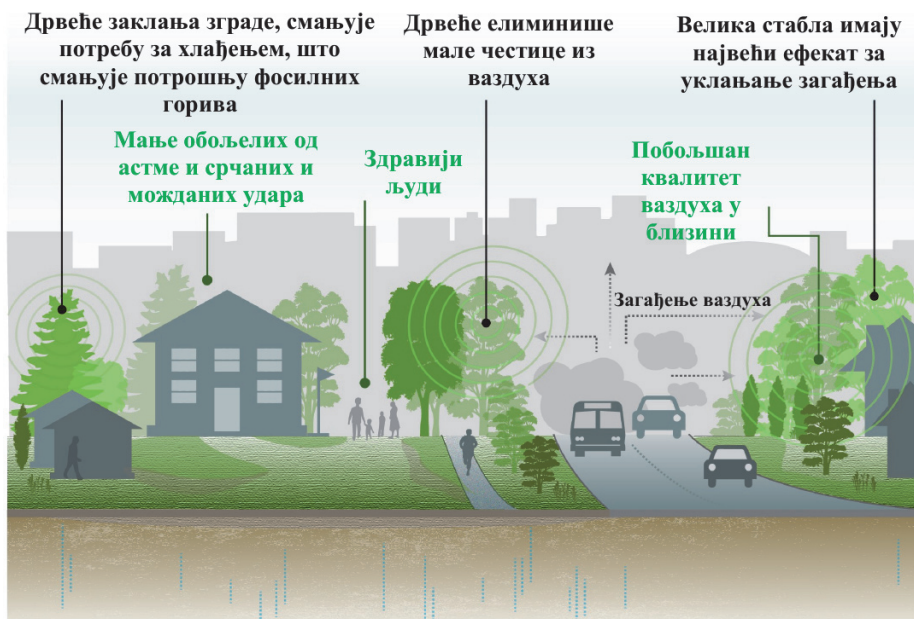 Дрвеће заклања зграде, смањује
потребу за хлађењем, што
смањује потрошњу фосилних
горива
Дрвеће елиминише
мале честице из
ваздуха
Велика стабла имају
највећи ефекат за
уклањање загађења
Мање обољелих од
астме и срчаних и
можданих удара
Здравији
људи
Побољшан
квалитет
ваздуха у
близини
Загађење ваздуха